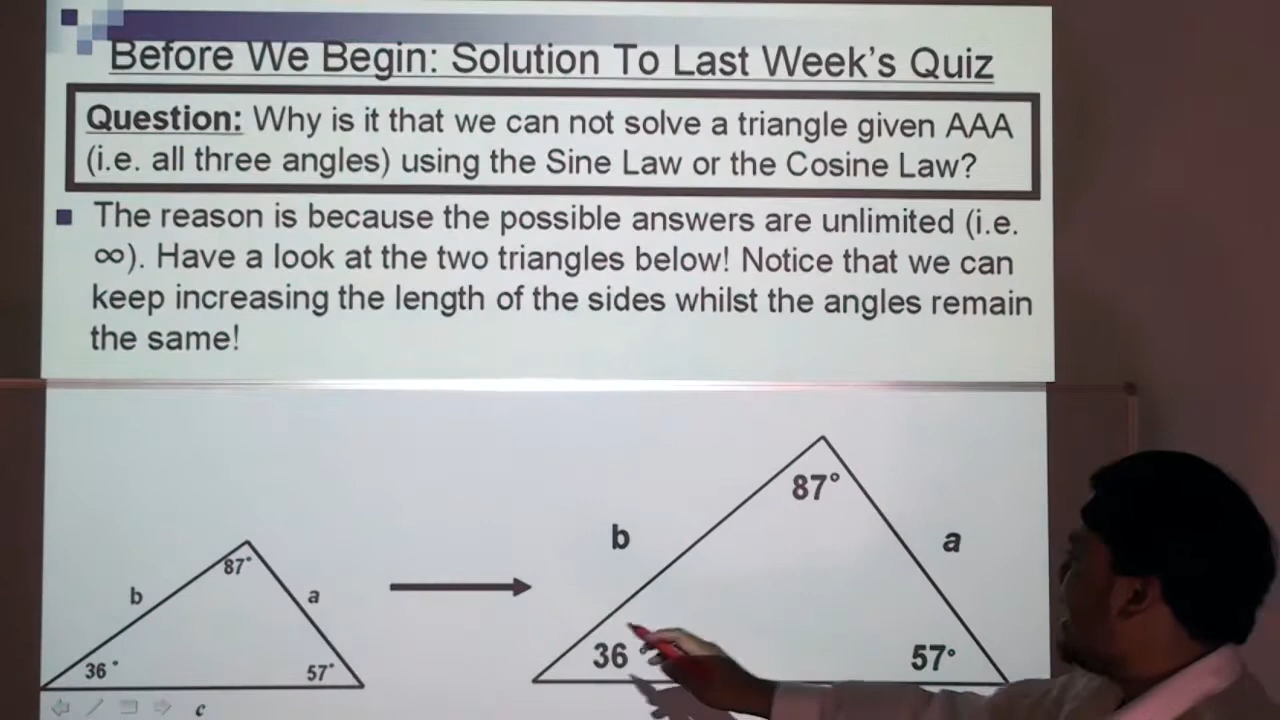 Before We Begin: Solution To Last Week's Quiz
Question: Why is it that we can not solve a triangle given AAA
(i.e. all three angles) using the Sine Law or the Cosine Law?
The reason is because the possible answers are unlimited (i.e.
∞). Have a look at the two triangles below! Notice that we can
keep increasing the length of the sides whilst the angles remain
the same!
87°
b
a
36°
57°
c
87°
b
a
36°
57°